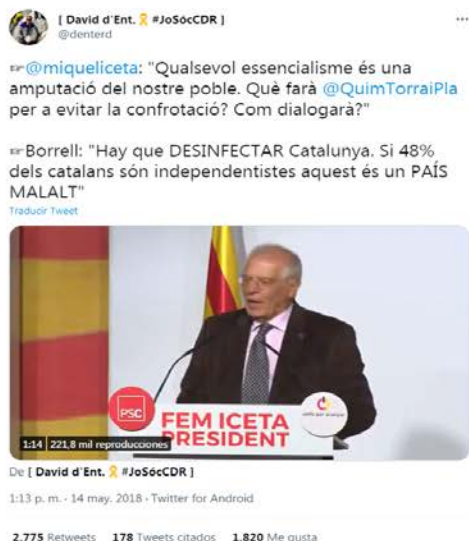 [ David d'Ent. 🎗 #JoSócCDR ]
@denterd
☞@miqueliceta: "Qualsevol essencialisme és una
amputació del nostre poble. Què farà @QuimTorraiPla
per a evitar la confrotació? Com dialogarà?"
☞Borrell: "Hay que DESINFECTAR Catalunya. Si 48%
dels catalans són independentistes aquest és un PAÍS
MALALT"
Traducir Tweet
PSC
FEM ICETA
PRESIDENT
1:14 221,8 mil reproducciones
De [ David d'Ent. 🎗 #JoSócCDR ]
1:13 p. m. · 14 may. 2018 · Twitter for Android
2.775 Retweets 178 Tweets citados 1.820 Me gusta